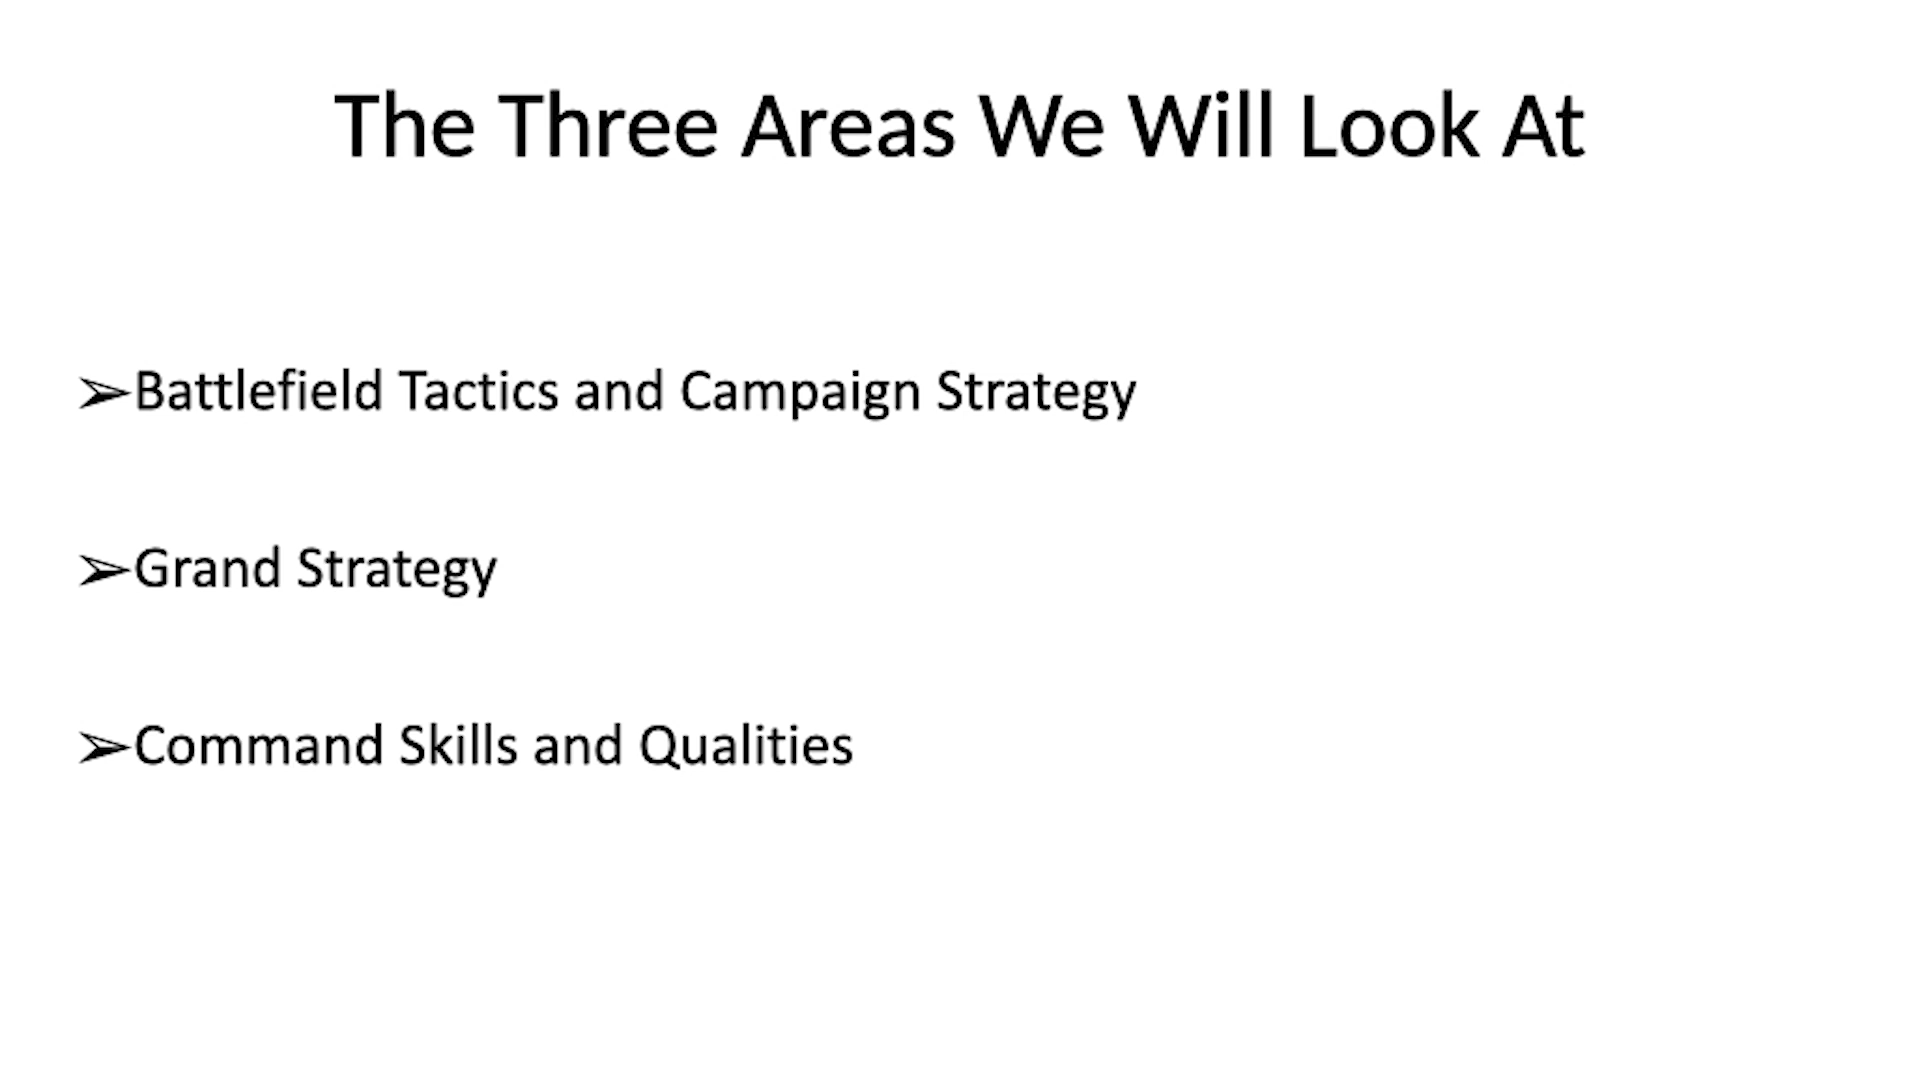 The Three Areas We Will Look At
➢Battlefield Tactics and Campaign Strategy
➢Grand Strategy
➢Command Skills and Qualities